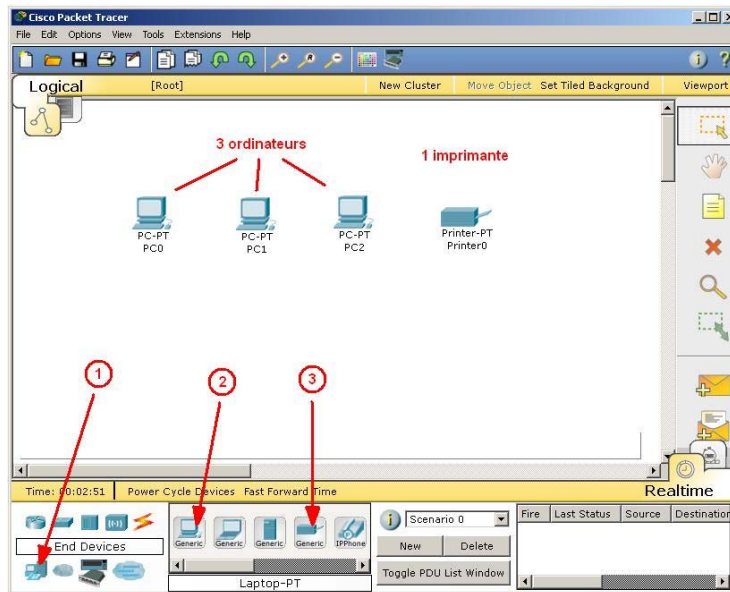 Cisco Packet Tracer
File Edit Options View Tools Extensions Help
Logical [Root] New Cluster Move Object Set Tiled Background Viewport
3 ordinateurs
1 imprimante
PC-PT
PC0
PC-PT
PC1
PC-PT
PC2
Printer-PT
Printer0
1
2
3
Time: 00:02:51 Power Cycle Devices Fast Forward Time Realtime
End Devices
Generic Generic Generic Generic IPPhone
Laptop-PT
Scenario 0
New Delete
Toggle PDU List Window
Fire Last Status Source Destination